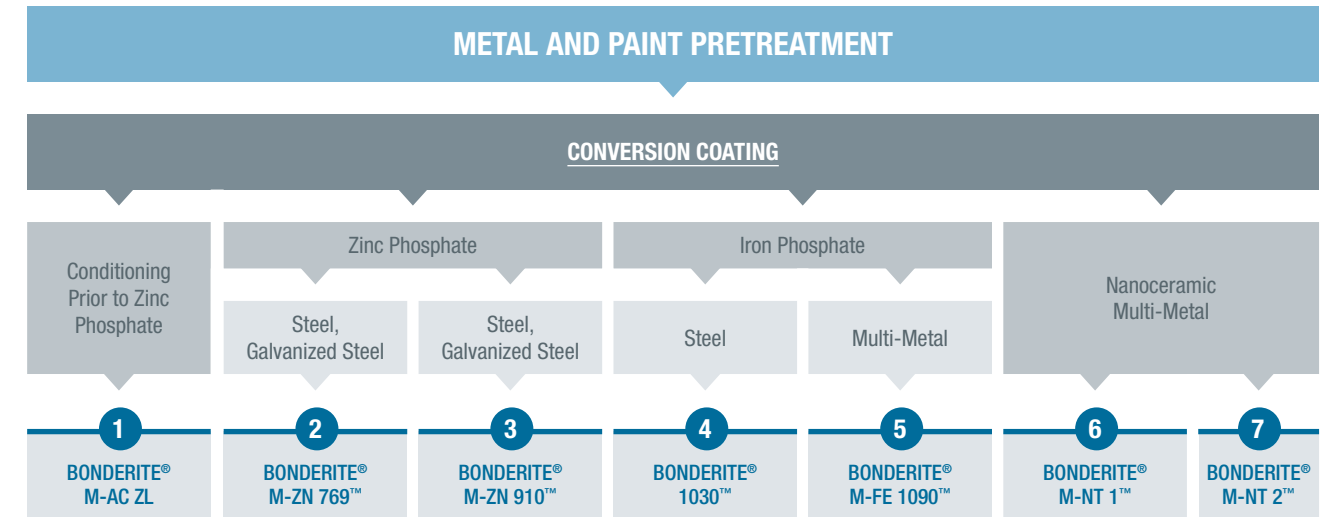 METAL AND PAINT PRETREATMENT
CONVERSION COATING
Conditioning
Prior to Zinc
Phosphate
Zinc Phosphate
Iron Phosphate
Nanoceramic
Multi-Metal
Steel,
Galvanized Steel
Steel,
Galvanized Steel
Steel
Multi-Metal
1
BONDERITE®
M-AC ZL
2
BONDERITE®
M-ZN 769™
3
BONDERITE®
M-ZN 910™
4
BONDERITE®
1030™
5
BONDERITE®
M-FE 1090™
6
BONDERITE®
M-NT 1™
7
BONDERITE®
M-NT 2™